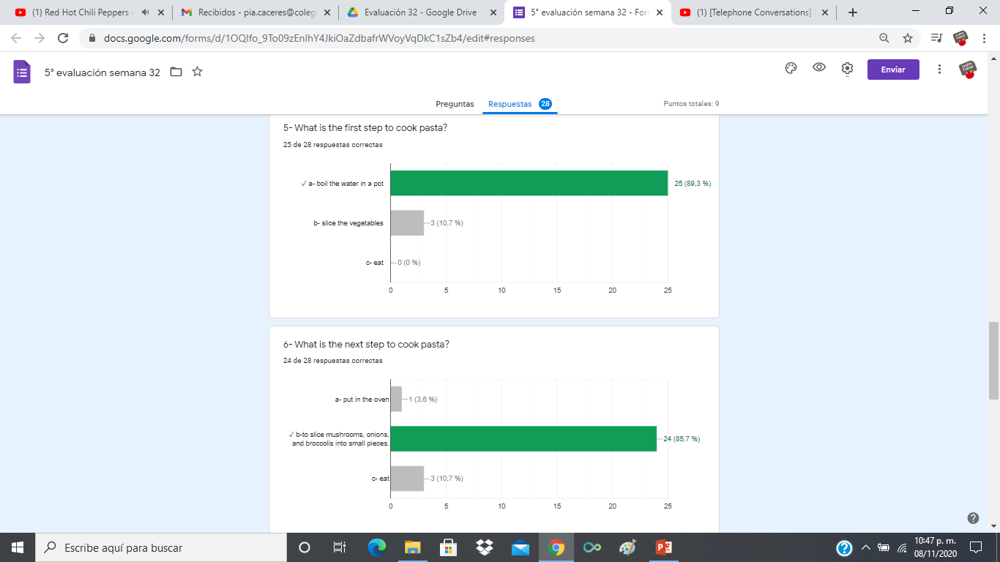 (1) Red Hot Chili Peppers -
Recibidos - pia.caceres@coleg
Evaluación 32 - Google Drive
5° evaluación semana 32 - For
(1) [Telephone Conversations]
docs.google.com/forms/d/1OQIfo_9To09zEnIhY4JkiOaZdbafrWVoyVqDkC1sZb4/edit#responses
5° evaluación semana 32
Enviar
Preguntas
Respuestas 28
Puntos totales: 9
5- What is the first step to cook pasta?
25 de 28 respuestas correctas
✓ a- boil the water in a pot
25 (89,3 %)
b- slice the vegetables
3 (10,7 %)
c- eat
0 (0 %)
0 5 10 15 20 25
6- What is the next step to cook pasta?
24 de 28 respuestas correctas
a- put in the oven
1 (3,6 %)
✓ b-to slice mushrooms, onions,
and broccolis into small pieces.
24 (85,7 %)
c- eat
3 (10,7 %)
0 5 10 15 20 25
Escribe aquí para buscar
10:47 p. m.
08/11/2020